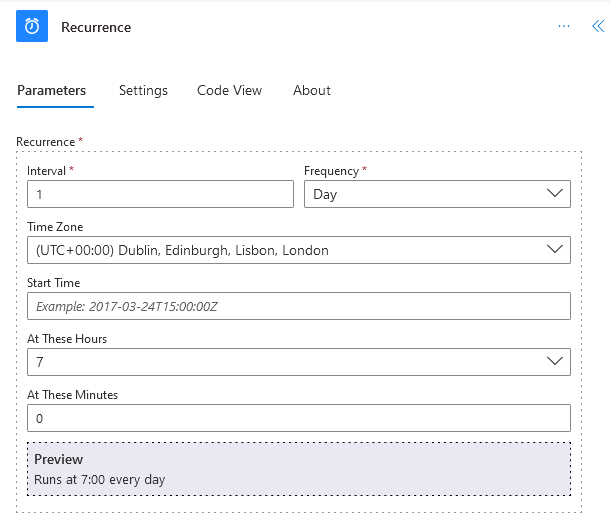 Recurrence
Parameters Settings Code View About
Recurrence *
Interval * Frequency *
1 Day
Time Zone
(UTC+00:00) Dublin, Edinburgh, Lisbon, London
Start Time
Example: 2017-03-24T15:00:00Z
At These Hours
7
At These Minutes
0
Preview
Runs at 7:00 every day